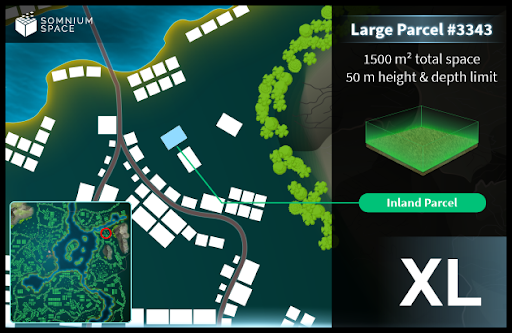 SOMNIUM
SPACE
Large Parcel #3343
1500 m² total space
50 m height & depth limit
Inland Parcel
XL